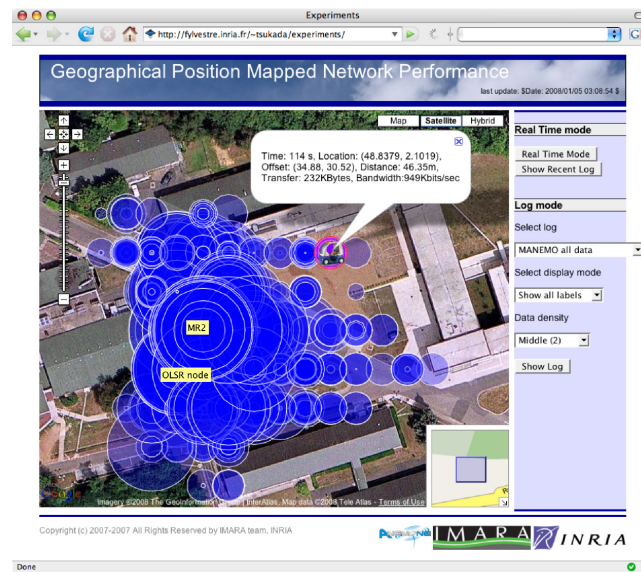 Experiments
http://fylvestre.inria.fr/~tsukada/experiments/
G
Geographical Position Mapped Network Performance
last update: $Date: 2008/01/05 03:08:54 $
Map Satellite Hybrid
Time: 114 s, Location: (48.8379, 2.1019),
Offset: (34.88, 30.52), Distance: 46.35m,
Transfer: 232KBytes, Bandwidth:949Kbits/sec
MR2
OLSR node
Imagery ©2008 The GeoInformation Group | InterAtlas, Map data ©2008 Tele Atlas - Terms of Use
Real Time mode
Real Time Mode
Show Recent Log
Log mode
Select log
MANEMO all data
Select display mode
Show all labels
Data density
Middle (2)
Show Log
Copyright (c) 2007-2007 All Rights Reserved by IMARA team, INRIA
IMARA
INRIA
Done